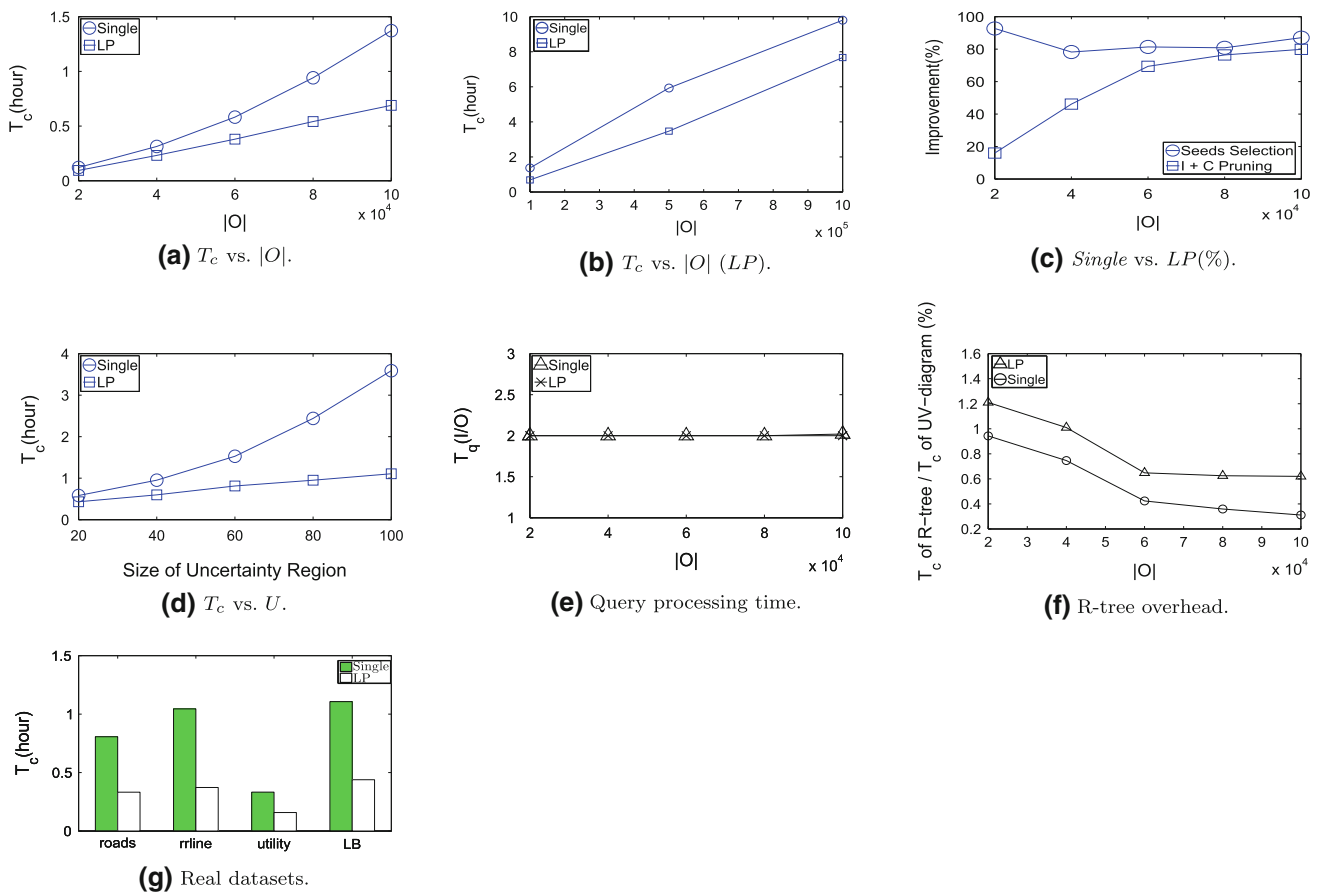 1.5
1
0.5
0
T_c(hour)
Single
LP
2 4 6 8 10
x 10^4
|O|
(a) T_c vs. |O|.
10
8
6
4
2
0
T_c(hour)
Single
LP
1 2 3 4 5 6 7 8 9 10
x 10^5
|O|
(b) T_c vs. |O| (LP).
100
80
60
40
20
0
Improvement(%)
Seeds Selection
I + C Pruning
2 4 6 8 10
x 10^4
|O|
(c) Single vs. LP(%).
4
3
2
1
0
T_c(hour)
Single
LP
20 40 60 80 100
Size of Uncertainty Region
(d) T_c vs. U.
3
2.5
2
1.5
1
T_q(I/O)
Single
LP
2 4 6 8 10
x 10^4
|O|
(e) Query processing time.
1.6
1.4
1.2
1
0.8
0.6
0.4
0.2
T_c of R-tree / T_c of UV-diagram (%)
LP
Single
2 3 4 5 6 7 8 9 10
x 10^4
|O|
(f) R-tree overhead.
1.5
1
0.5
0
T_c(hour)
Single
LP
roads rrline utility LB
(g) Real datasets.